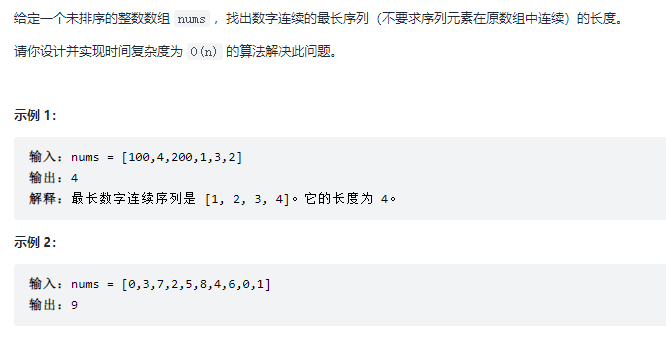 给定一个未排序的整数数组 nums ，找出数字连续的最长序列（不要求序列元素在原数组中连续）的长度。
请你设计并实现时间复杂度为 O(n) 的算法解决此问题。
示例 1：
输入：nums = [100,4,200,1,3,2]
输出：4
解释：最长数字连续序列是 [1, 2, 3, 4]。它的长度为 4。
示例 2：
输入：nums = [0,3,7,2,5,8,4,6,0,1]
输出：9